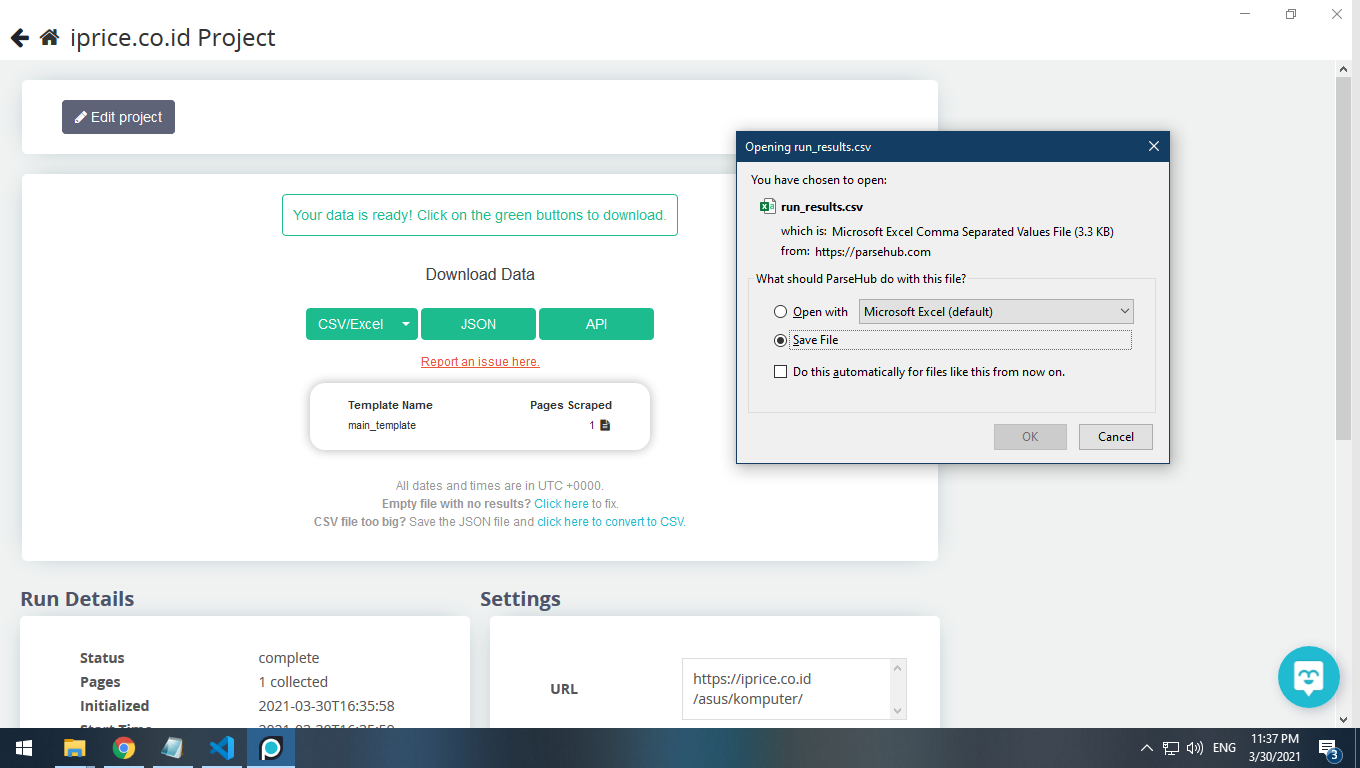 iprice.co.id Project
Edit project
Your data is ready! Click on the green buttons to download.
Download Data
CSV/Excel
JSON
API
Report an issue here.
Template Name Pages Scraped
main_template 1
All dates and times are in UTC +0000.
Empty file with no results? Click here to fix.
CSV file too big? Save the JSON file and click here to convert to CSV.
Opening run_results.csv
You have chosen to open:
run_results.csv
which is: Microsoft Excel Comma Separated Values File (3.3 KB)
from: https://parsehub.com
What should ParseHub do with this file?
Open with Microsoft Excel (default)
Save File
Do this automatically for files like this from now on.
OK Cancel
Run Details
Status complete
Pages 1 collected
Initialized 2021-03-30T16:35:58
Start Time 2021-03-30T16:35:59
Settings
URL
https://iprice.co.id
/asus/komputer/
ENG
11:37 PM
3/30/2021
3